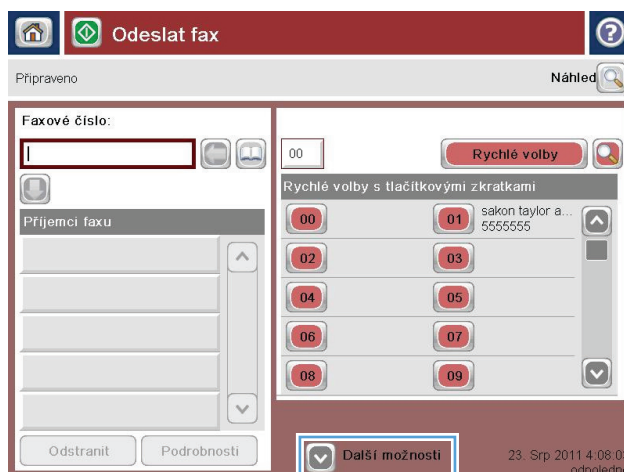 Odeslat fax
?
Připraveno
Náhled
Faxové číslo:
Příjemci faxu
Odstranit
Podrobnosti
00
Rychlé volby
Rychlé volby s tlačítkovými zkratkami
00
01 sakon taylor a...
5555555
02
03
04
05
06
07
08
09
Další možnosti
23. Srp 2011 4:08:0
odpoledn